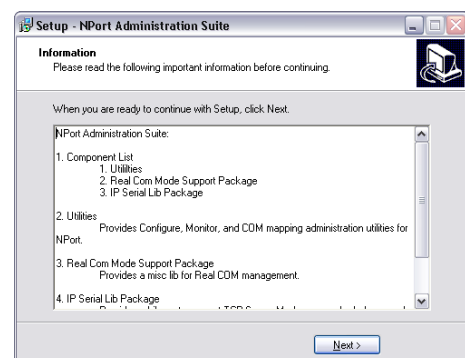 Setup - NPort Administration Suite
Information
Please read the following important information before continuing.
When you are ready to continue with Setup, click Next.
NPort Administration Suite:
1. Component List
1. Utilities
2. Real Com Mode Support Package
3. IP Serial Lib Package
2. Utilities
Provides Configure, Monitor, and COM mapping administration utilities for
NPort.
3. Real Com Mode Support Package
Provides a misc lib for Real COM management.
4. IP Serial Lib Package
Next >